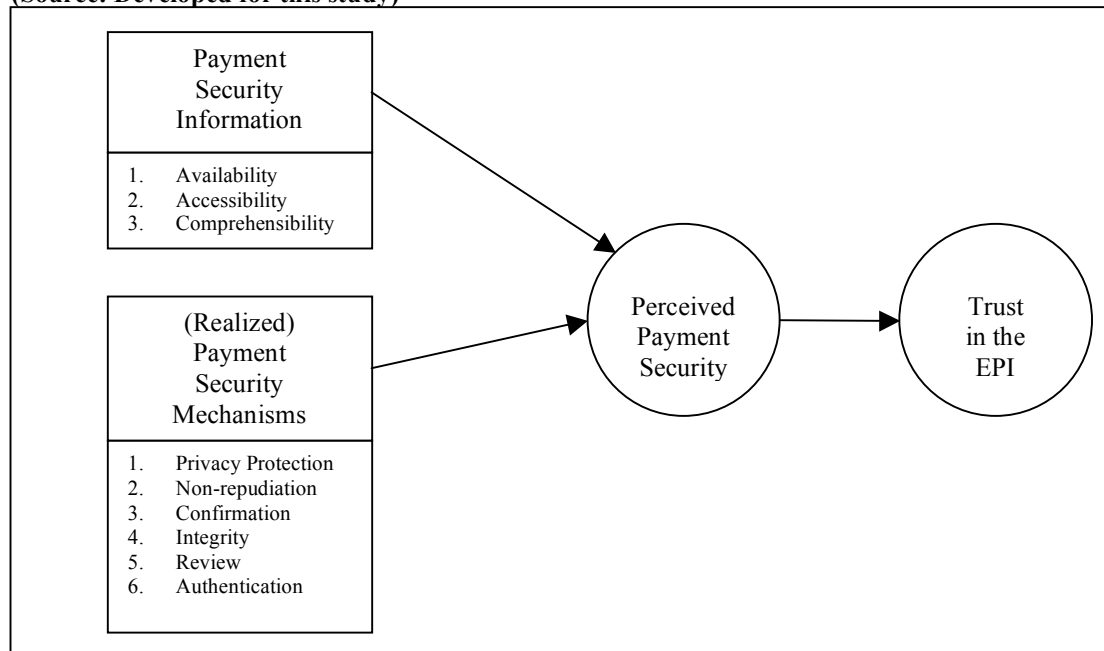 (Source: Developed for this study)
Payment
Security
Information
1. Availability
2. Accessibility
3. Comprehensibility
(Realized)
Payment
Security
Mechanisms
1. Privacy Protection
2. Non-repudiation
3. Confirmation
4. Integrity
5. Review
6. Authentication
Perceived
Payment
Security
Trust
in the
EPI